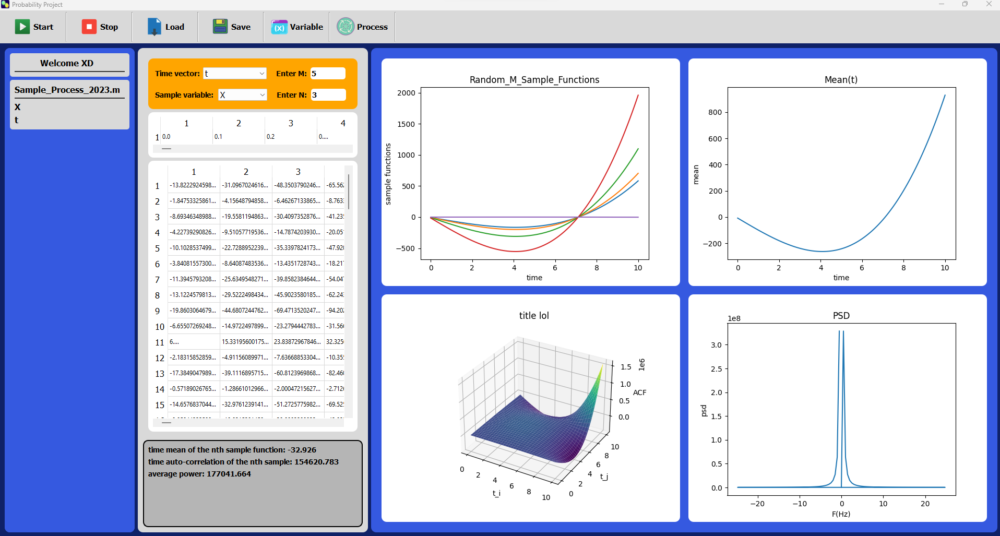 Probability Project
Start Stop Load Save (X) Variable Process
Welcome XD
Sample_Process_2023.m
X
t
Time vector: t Enter M: 5
Sample variable: X Enter N: 3
1 2 3 4
1 0.0 0.1 0.2 0....
1 2 3
1 -13.8222924598... -31.0967024616... -48.3503790246... -65.56
2 -1.84753325861... -4.15648794858... -6.46267133865... -8.763
3 -8.69346348988... -19.5581194863... -30.4097352876... -41.23
4 -4.22739290826... -9.51057719536... -14.7874203930... -20.05
5 -10.1028537499... -22.7288952239... -35.3397824173... -47.92
6 -3.84081557300... -8.64087483536... -13.4351728743... -18.21
7 -11.3945793208... -25.6349548271... -39.8582384644... -54.04
8 -13.1224579813... -29.5222498434... -45.9023580185... -62.24
9 -19.8603064679... -44.6807244762... -69.4713520247... -94.20
10 -6.65507269248... -14.9722497899... -23.2794442783... -31.56
11 6.... 15.33195600175... 23.83872967846... 32.325
12 -2.18315852859... -4.91156089971... -7.63668853304... -10.35
13 -17.3849047989... -39.1116895715... -60.8123969868... -82.46
14 -0.57189026765... -1.28661012966... -2.00047215627... -2.712
15 -14.6576837044... -32.9761239141... -51.2725775982... -69.52
time mean of the nth sample function: -32.926
time auto-correlation of the nth sample: 154620.783
average power: 177041.664
Random_M_Sample_Functions
sample functions
2000
1500
1000
500
0
−500
0 2 4 6 8 10
time
Mean(t)
mean
800
600
400
200
0
−200
0 2 4 6 8 10
time
title lol
1e6
1.5
1.0
0.5
0.0
ACF
0 2 4 6 8 10
t_i
0 2 4 6 8 10
t_j
PSD
1e8
psd
3.0
2.5
2.0
1.5
1.0
0.5
0.0
−20 −10 0 10 20
F(Hz)